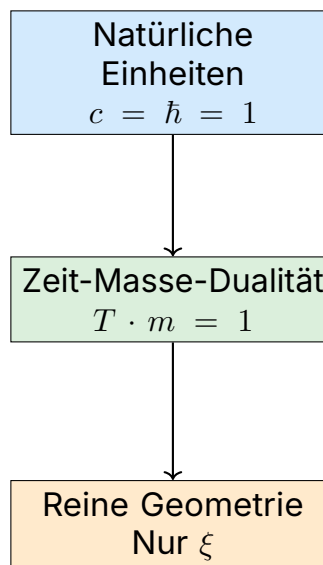 Natürliche
Einheiten
c = ℏ = 1
Zeit-Masse-Dualität
T · m = 1
Reine Geometrie
Nur ξ